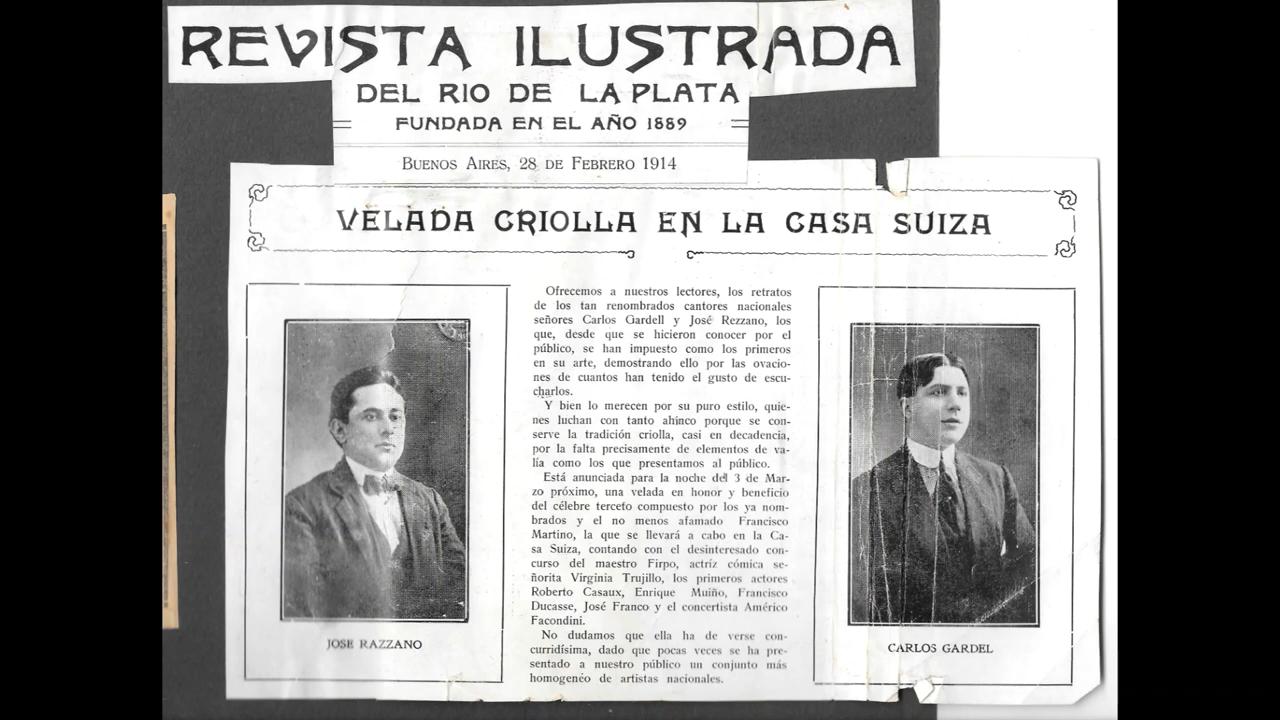 REVISTA ILUSTRADA
DEL RIO DE LA PLATA
FUNDADA EN EL AÑO 1889
BUENOS AIRES, 28 DE FEBRERO 1914
VELADA CRIOLLA EN LA CASA SUIZA
Ofrecemos a nuestros lectores, los retratos
de los tan renombrados cantores nacionales
señores Carlos Gardell y José Rezzano, los
que, desde que se hicieron conocer por el
público, se han impuesto como los primeros
en su arte, demostrando ello por las ovacio-
nes de cuantos han tenido el gusto de escu-
charlos.
Y bien lo merecen por su puro estilo, quie-
nes luchan con tanto ahinco porque se con-
serve la tradición criolla, casi en decadencia,
por la falta precisamente de elementos de va-
lía como los que presentamos al público.
Está anunciada para la noche del 3 de Mar-
zo próximo, una velada en honor y beneficio
del célebre terceto compuesto por los ya nom-
brados y el no menos afamado Francisco
Martino, la que se llevará a cabo en la Ca-
sa Suiza, contando con el desinteresado con-
curso del maestro Firpo, actríz cómica se-
ñorita Virginia Trujillo, los primeros actores
Roberto Casaux, Enrique Muiño, Francisco
Ducasse, José Franco y el concertista Américo
Facondini.
No dudamos que ella ha de verse con-
curridísima, dado que pocas veces se ha pre-
sentado a nuestro público un conjunto más
homogenéo de artistas nacionales.
JOSE RAZZANO
CARLOS GARDEL